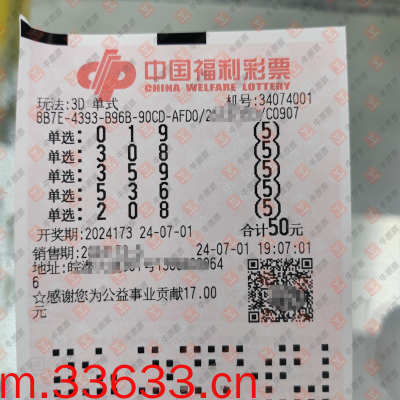 中国福利彩票
CHINA WELFARE LOTTERY
玩法:3D 单式 机号:34074001
8B7E-4393-B96B-90CD-AFD0/2 /C0907
单选: 0 1 9 (5)
单选: 3 0 8 (5)
单选: 3 5 9 (5)
单选: 5 3 6 (5)
单选: 2 0 8 (5)
开奖期:2024173 24-07-01 合计50元
销售期:2 24-07-01 19:07:01
地址:皖 964
6
☆感谢您为公益事业贡献17.00
元
m.33633.cn